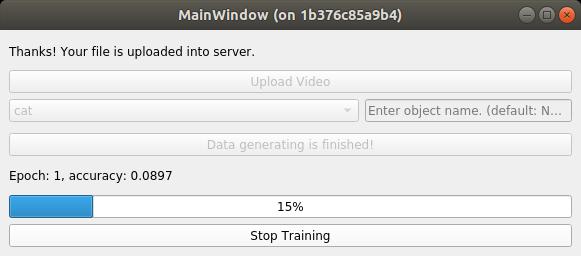 MainWindow (on 1b376c85a9b4)
Thanks! Your file is uploaded into server.
Upload Video
cat Enter object name. (default: N...
Data generating is finished!
Epoch: 1, accuracy: 0.0897
15%
Stop Training